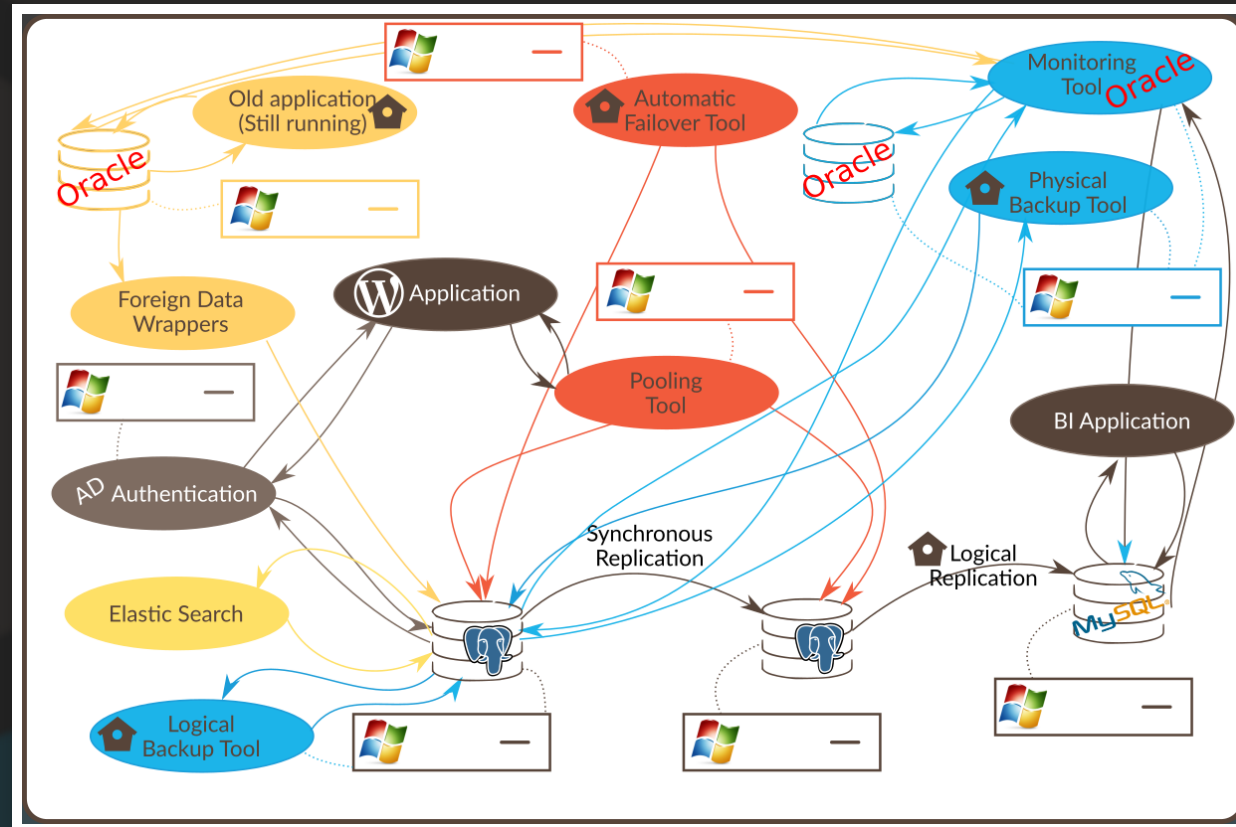 Old application
(Still running)
Automatic
Failover Tool
Monitoring
Tool
Oracle
Oracle
Oracle
Physical
Backup Tool
Foreign Data
Wrappers
W
Application
Pooling
Tool
BI Application
AD
Authentication
Synchronous
Replication
Logical
Replication
Elastic Search
MySQL
Logical
Backup Tool